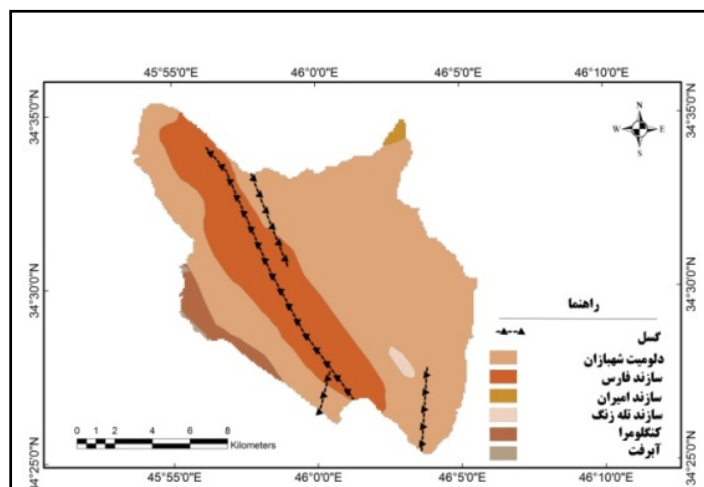 45°55'0"E 46°0'0"E 46°5'0"E 46°10'0"E
34°35'0"N 34°35'0"N
N
W E
S
34°30'0"N 34°30'0"N
راهنما
گسل
دلومیت شهبازان
سازند فارس
سازند امیران
سازند تله زنگ
کنگلومرا
آبرفت
0 1 2 4 6 8
Kilometers
34°25'0"N 34°25'0"N
45°55'0"E 46°0'0"E 46°5'0"E 46°10'0"E